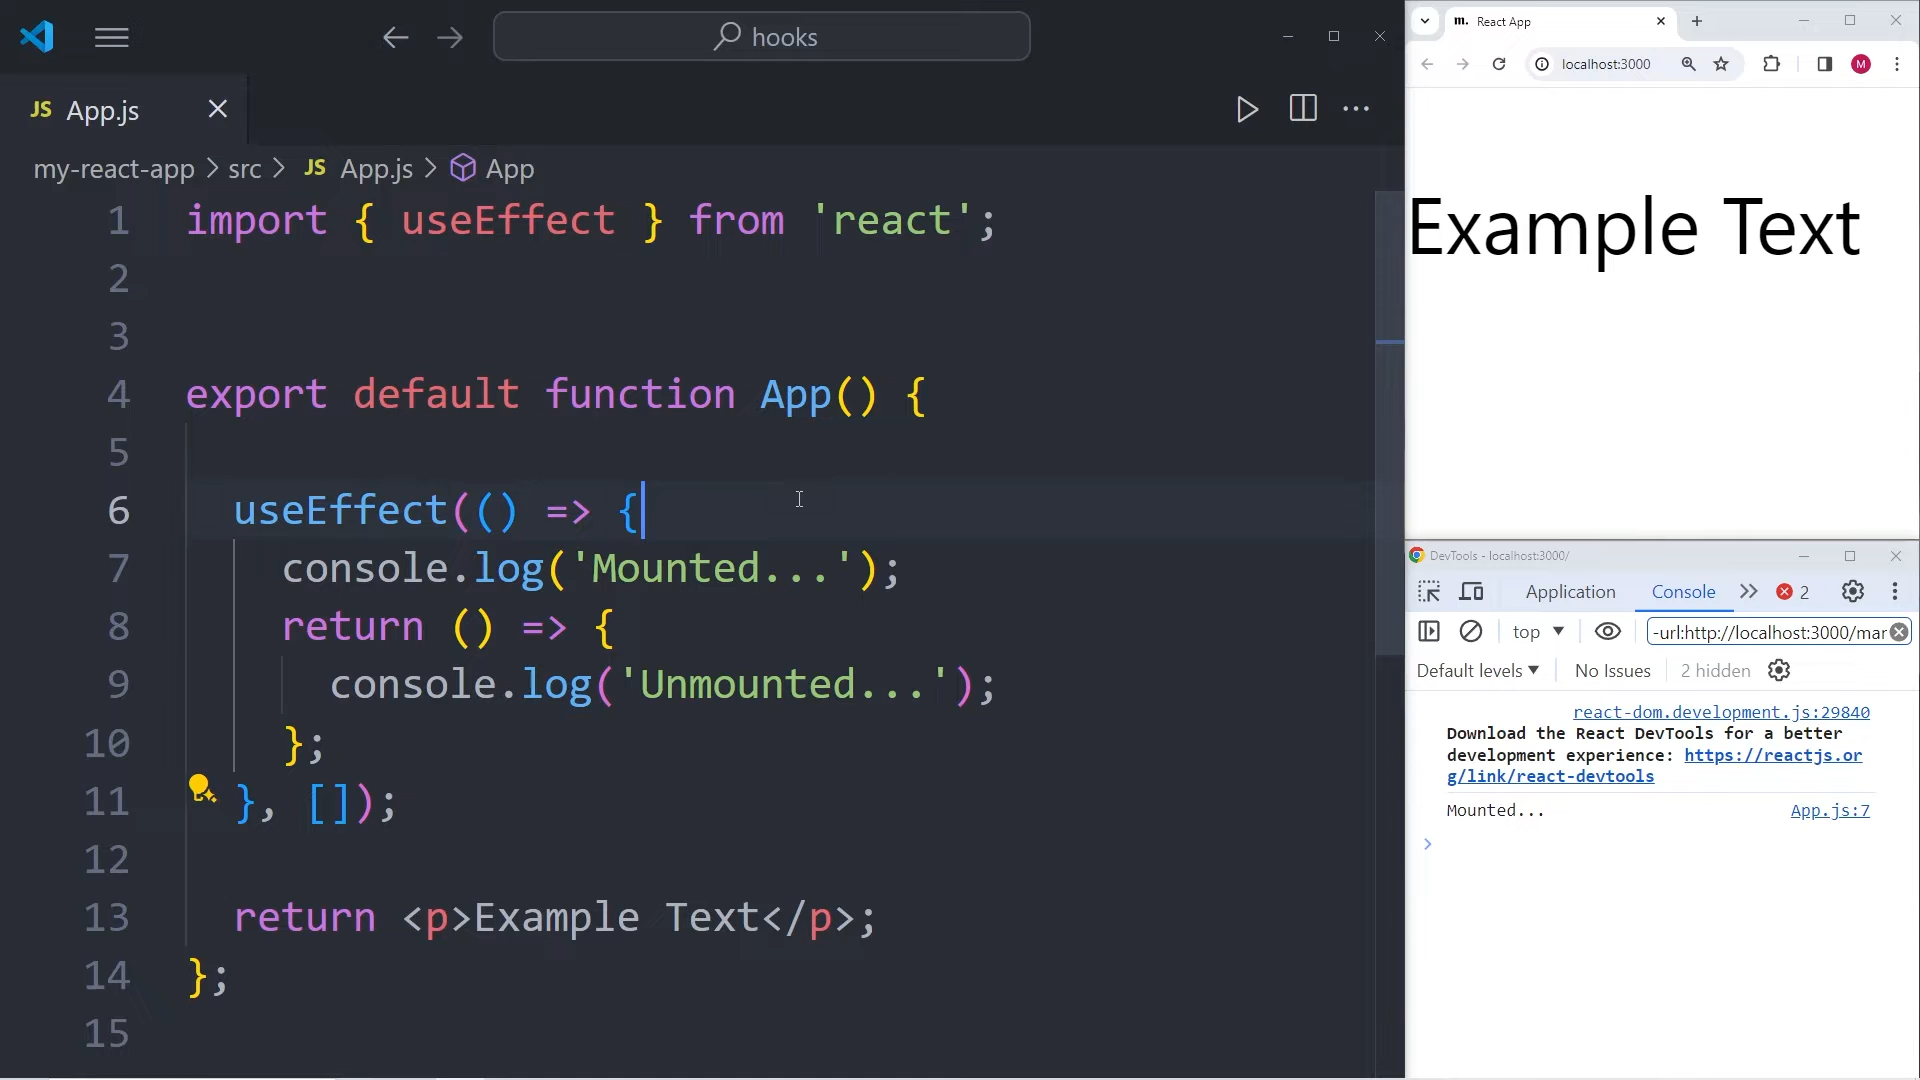 hooks
JS App.js
my-react-app > src > JS App.js > App
1 import { useEffect } from 'react';
2
3
4 export default function App() {
5
6 useEffect(() => {
7 console.log('Mounted...');
8 return () => {
9 console.log('Unmounted...');
10 };
11 }, []);
12
13 return <p>Example Text</p>;
14 };
15
m. React App
localhost:3000
M
Example Text
DevTools - localhost:3000/
Application Console 2
top -url:http://localhost:3000/mar
Default levels No Issues 2 hidden
react-dom.development.js:29840
Download the React DevTools for a better
development experience: https://reactjs.or
g/link/react-devtools
Mounted... App.js:7